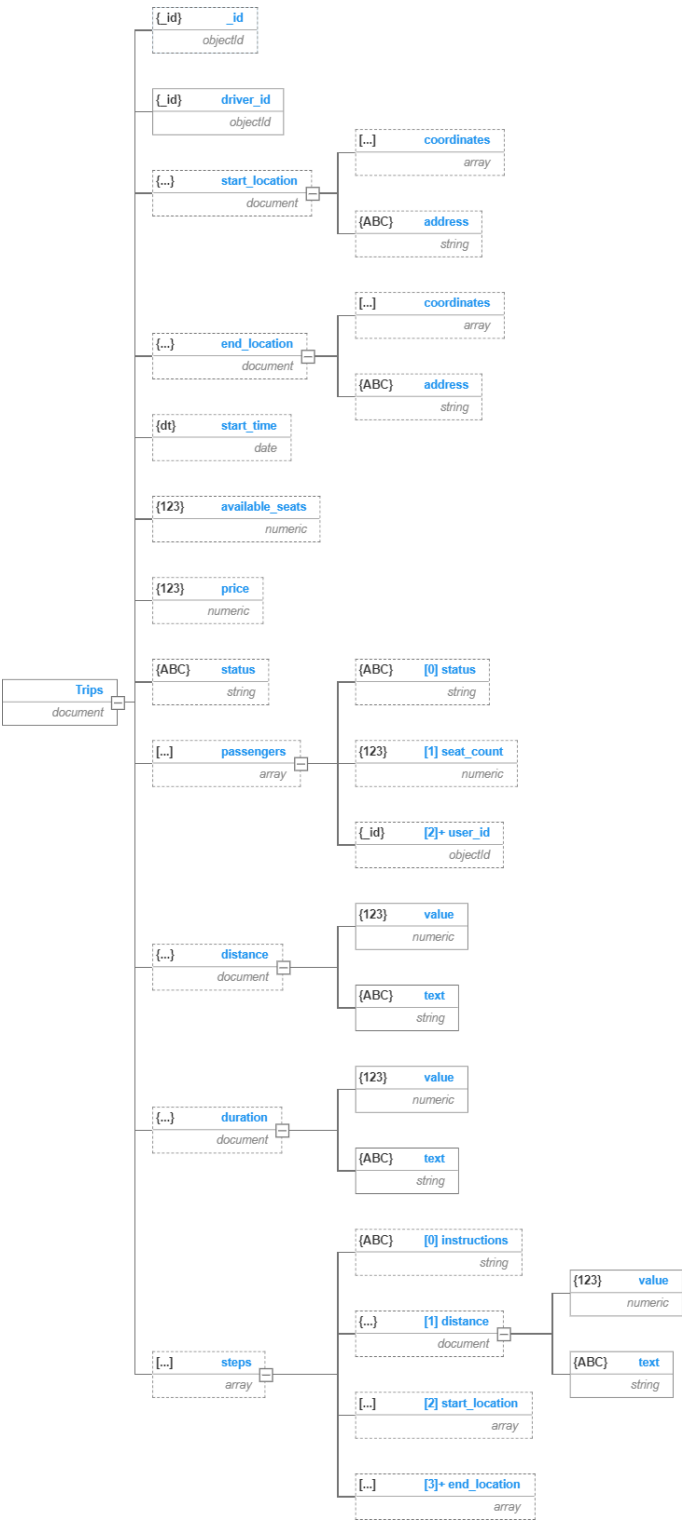 {_id} _id
objectId
{_id} driver_id
objectId
{...} start_location
document
[...] coordinates
array
{ABC} address
string
{...} end_location
document
[...] coordinates
array
{ABC} address
string
{dt} start_time
date
{123} available_seats
numeric
{123} price
numeric
Trips
document
{ABC} status
string
[...] passengers
array
{ABC} [0] status
string
{123} [1] seat_count
numeric
{_id} [2]+ user_id
objectId
{...} distance
document
{123} value
numeric
{ABC} text
string
{...} duration
document
{123} value
numeric
{ABC} text
string
[...] steps
array
{ABC} [0] instructions
string
{...} [1] distance
document
{123} value
numeric
{ABC} text
string
[...] [2] start_location
array
[...] [3]+ end_location
array